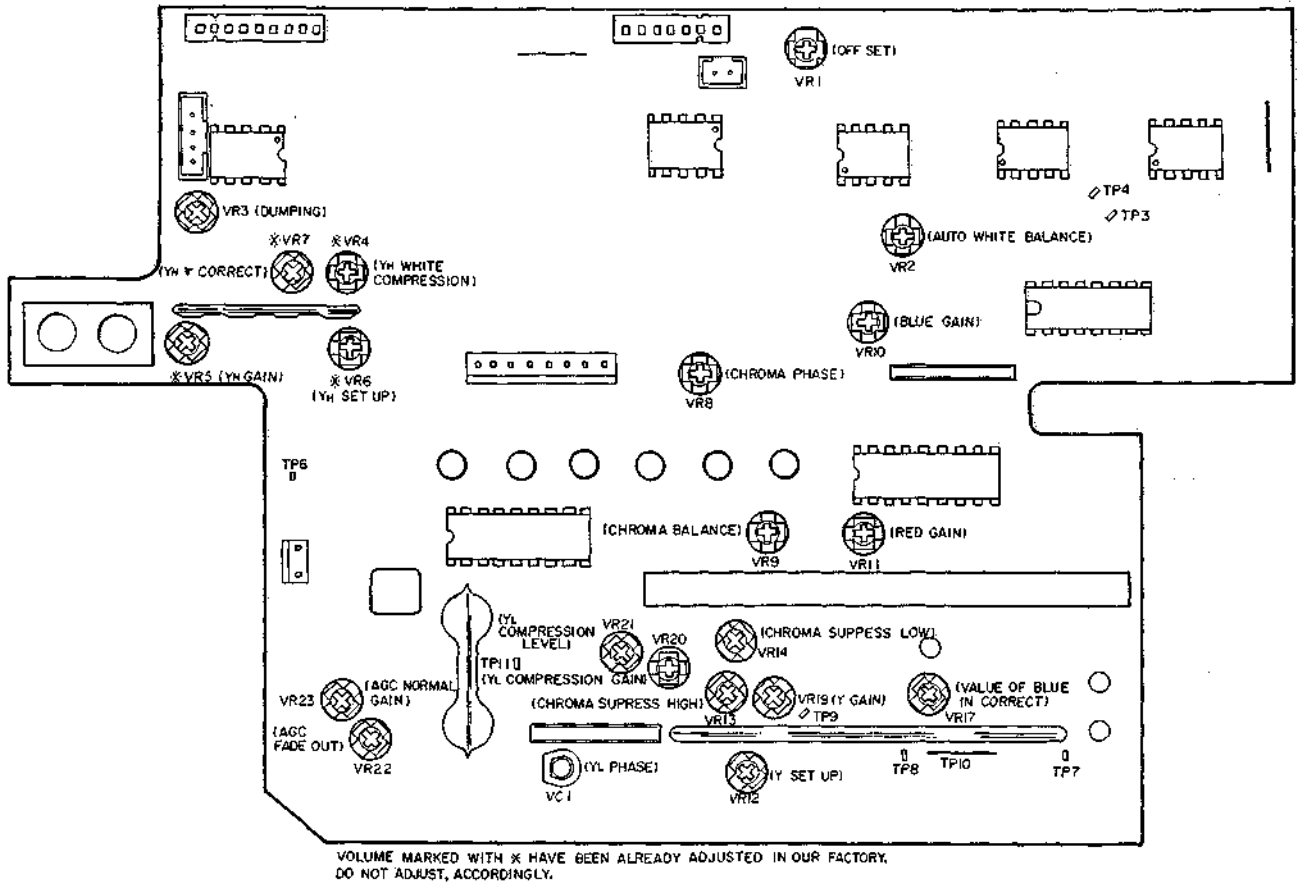 (OFF SET)
VR1
TP4
TP3
VR3 (DUMPING)
(AUTO WHITE BALANCE)
VR2
※VR7
※VR4
(YH γ CORRECT)
(YH WHITE
COMPRESSION)
(BLUE GAIN)
VR10
※VR5 (YH GAIN)
※VR6
(YH SET UP)
(CHROMA PHASE)
VR8
TP6
(CHROMA BALANCE)
VR9
(RED GAIN)
VR11
(YL
COMPRESSION
LEVEL)
VR21
VR20
(CHROMA SUPPESS LOW)
VR14
TP11
(YL COMPRESSION GAIN)
VR23
(AGC NORMAL
GAIN)
(CHROMA SUPRESS HIGH)
VR13
VR19 (Y GAIN)
TP9
(VALUE OF BLUE
IN CORRECT)
VR17
(AGC
FADE OUT)
VR22
(YL PHASE)
VC1
(Y SET UP)
VR12
TP8
TP10
TP7
VOLUME MARKED WITH ※ HAVE BEEN ALREADY ADJUSTED IN OUR FACTORY.
DO NOT ADJUST, ACCORDINGLY.